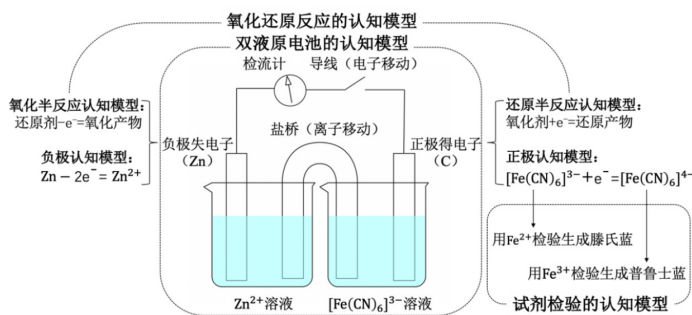 氧化还原反应的认知模型
双液原电池的认知模型
检流计 导线（电子移动）
氧化半反应认知模型：
还原剂−e⁻=氧化产物
负极认知模型：
Zn − 2e⁻ = Zn²⁺
负极失电子
（Zn）
盐桥（离子移动）
正极得电子
（C）
还原半反应认知模型：
氧化剂+e⁻=还原产物
正极认知模型：
[Fe(CN)₆]³⁻+e⁻=[Fe(CN)₆]⁴⁻
用Fe²⁺检验生成滕氏蓝
用Fe³⁺检验生成普鲁士蓝
试剂检验的认知模型
Zn²⁺溶液 [Fe(CN)₆]³⁻溶液